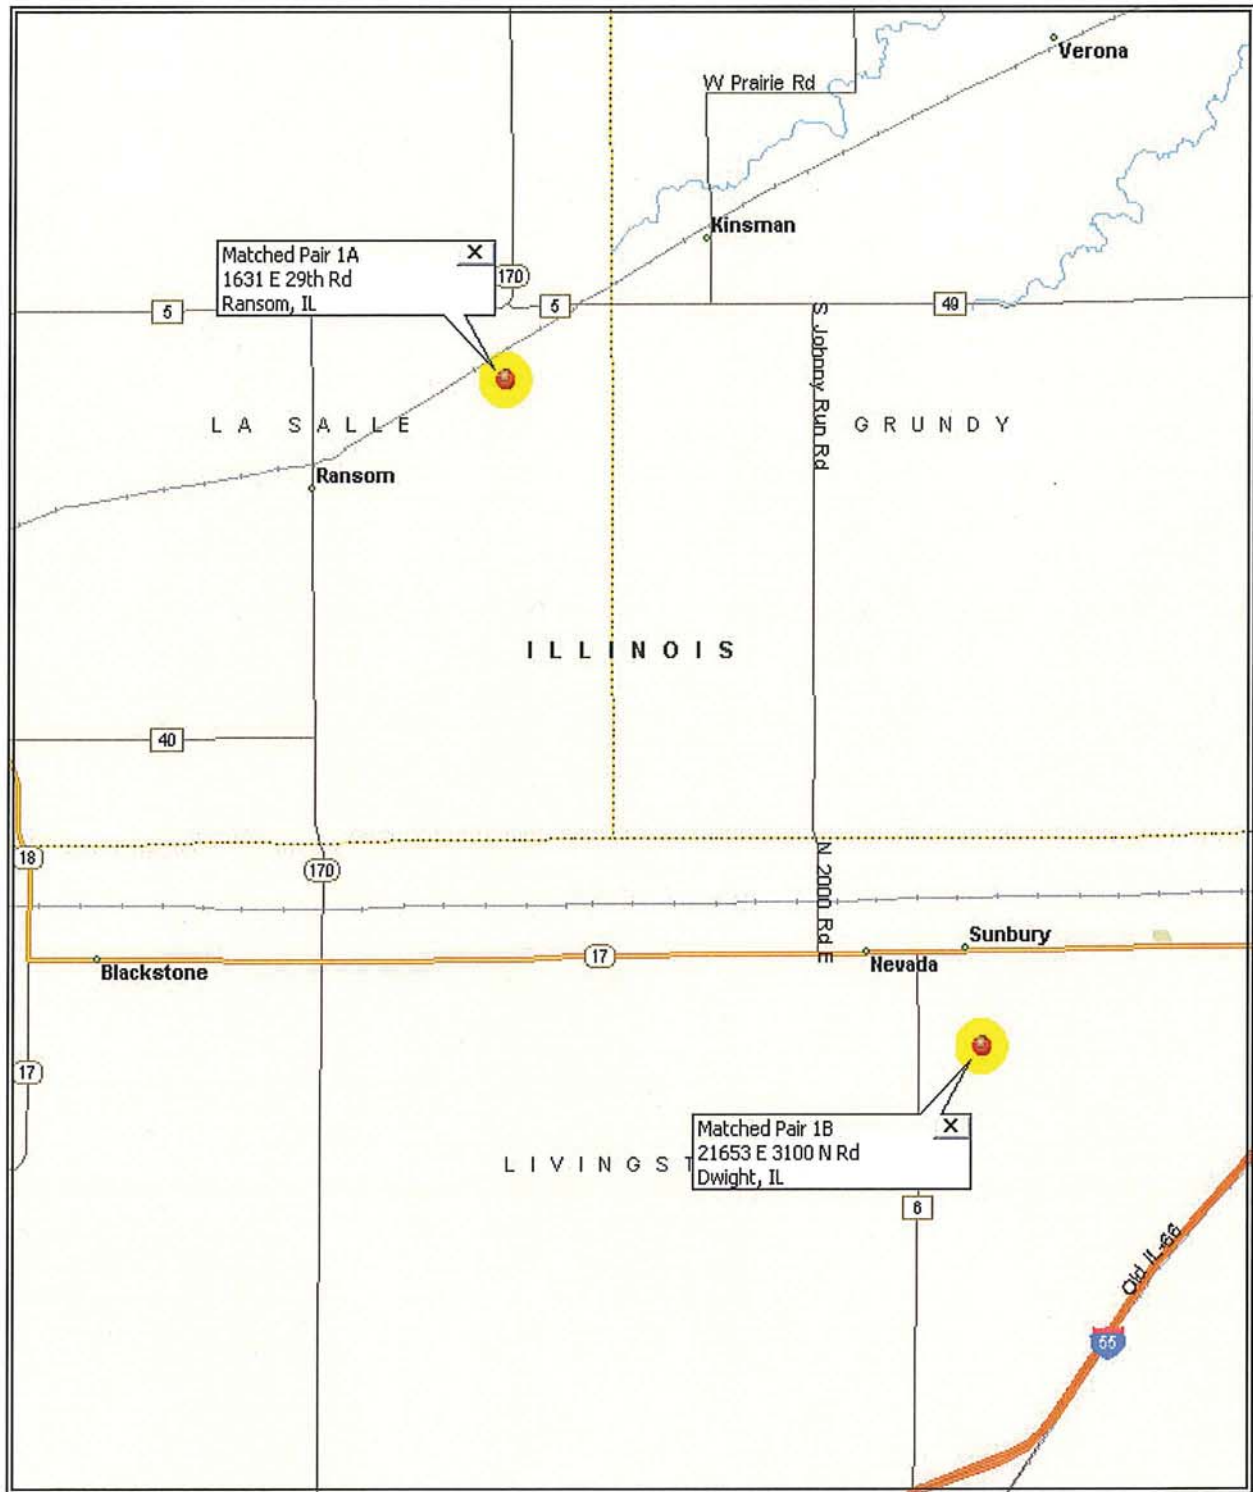 Verona
W Prairie Rd
Kinsman
Matched Pair 1A
1631 E 29th Rd
Ransom, IL
X
170
5
5
49
S Johnny Run Rd
LA SALLE
GRUNDY
Ransom
ILLINOIS
40
18
170
N 2000 Rd E
Sunbury
17
Nevada
Blackstone
17
Matched Pair 1B
21653 E 3100 N Rd
Dwight, IL
X
LIVINGST
6
Old IL-66
55